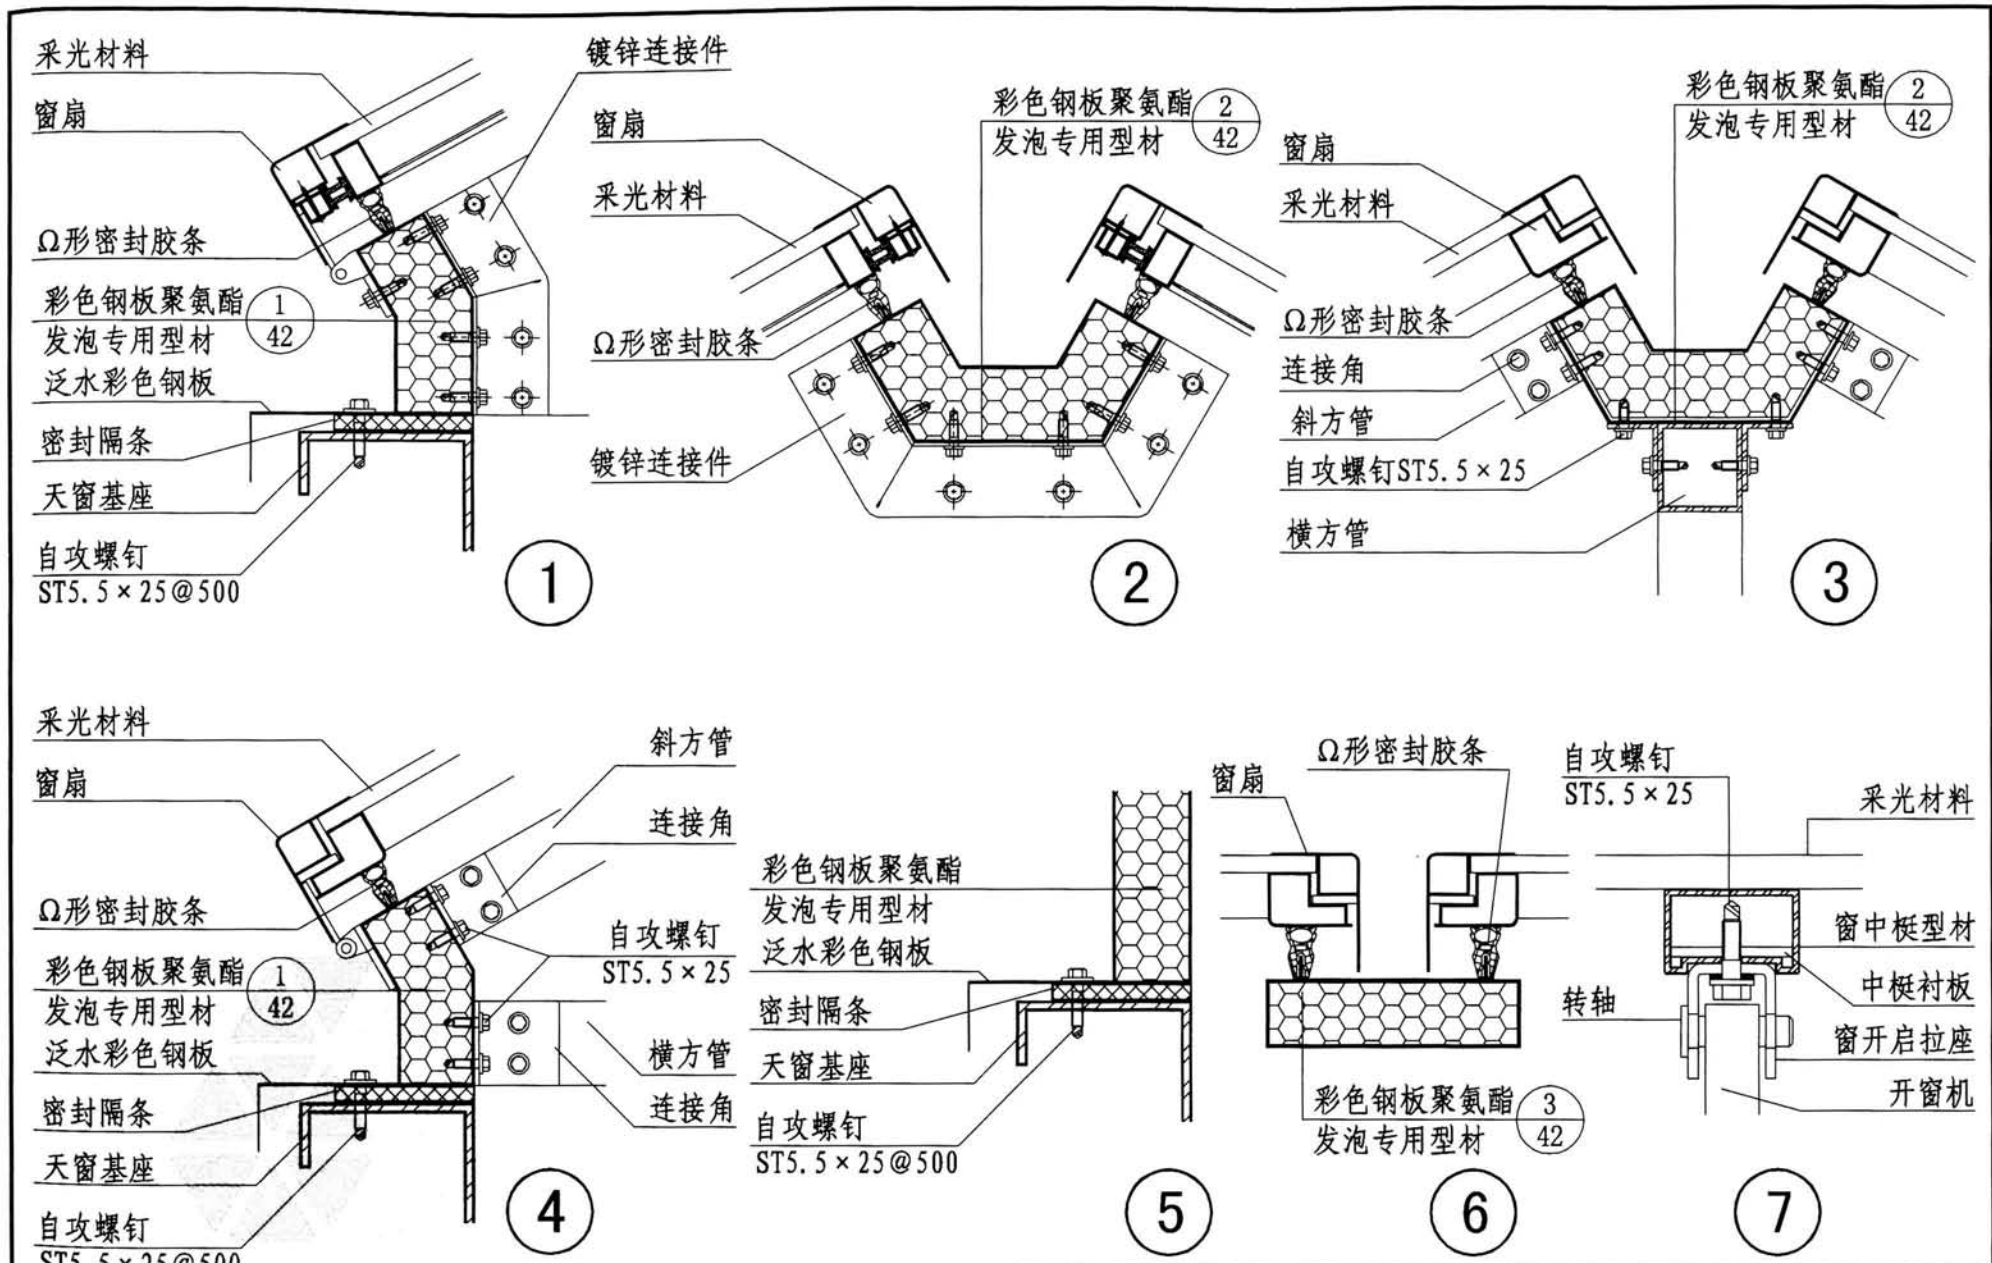 采光材料
窗扇
Ω形密封胶条
彩色钢板聚氨酯 1
发泡专用型材 42
泛水彩色钢板
密封隔条
天窗基座
自攻螺钉
ST5.5×25@500
镀锌连接件
1
窗扇
采光材料
Ω形密封胶条
镀锌连接件
彩色钢板聚氨酯 2
发泡专用型材 42
2
彩色钢板聚氨酯 2
发泡专用型材 42
窗扇
采光材料
Ω形密封胶条
连接角
斜方管
自攻螺钉ST5.5×25
横方管
3
采光材料
窗扇
Ω形密封胶条
彩色钢板聚氨酯 1
发泡专用型材 42
泛水彩色钢板
密封隔条
天窗基座
自攻螺钉
ST5.5×25@500
斜方管
连接角
自攻螺钉
ST5.5×25
横方管
连接角
4
彩色钢板聚氨酯
发泡专用型材
泛水彩色钢板
密封隔条
天窗基座
自攻螺钉
ST5.5×25@500
5
窗扇
Ω形密封胶条
彩色钢板聚氨酯 3
发泡专用型材 42
6
自攻螺钉
ST5.5×25
采光材料
窗中梃型材
中梃衬板
转轴
窗开启拉座
开窗机
7